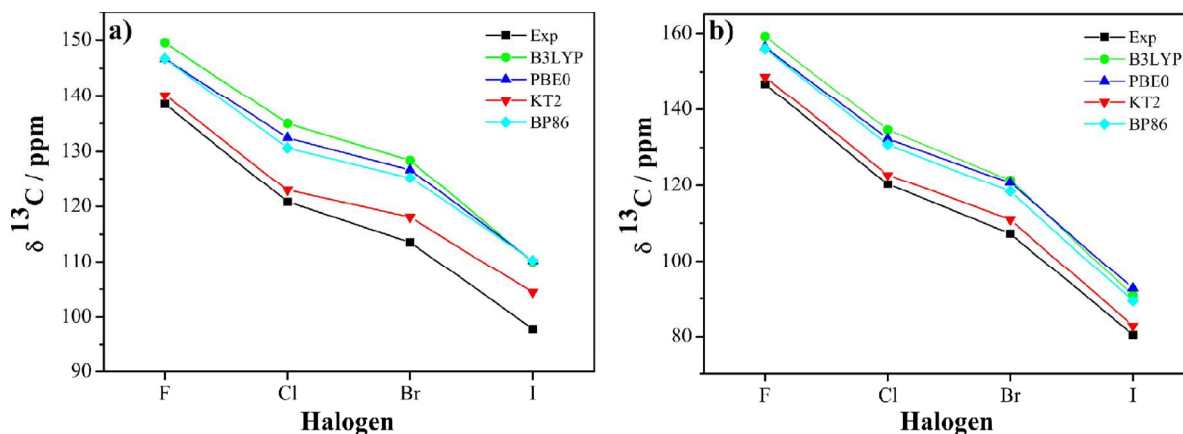 a)
Exp
B3LYP
PBE0
KT2
BP86
150
140
130
120
110
100
90
δ 13C / ppm
F Cl Br I
Halogen
b)
Exp
B3LYP
PBE0
KT2
BP86
160
140
120
100
80
δ 13C / ppm
F Cl Br I
Halogen